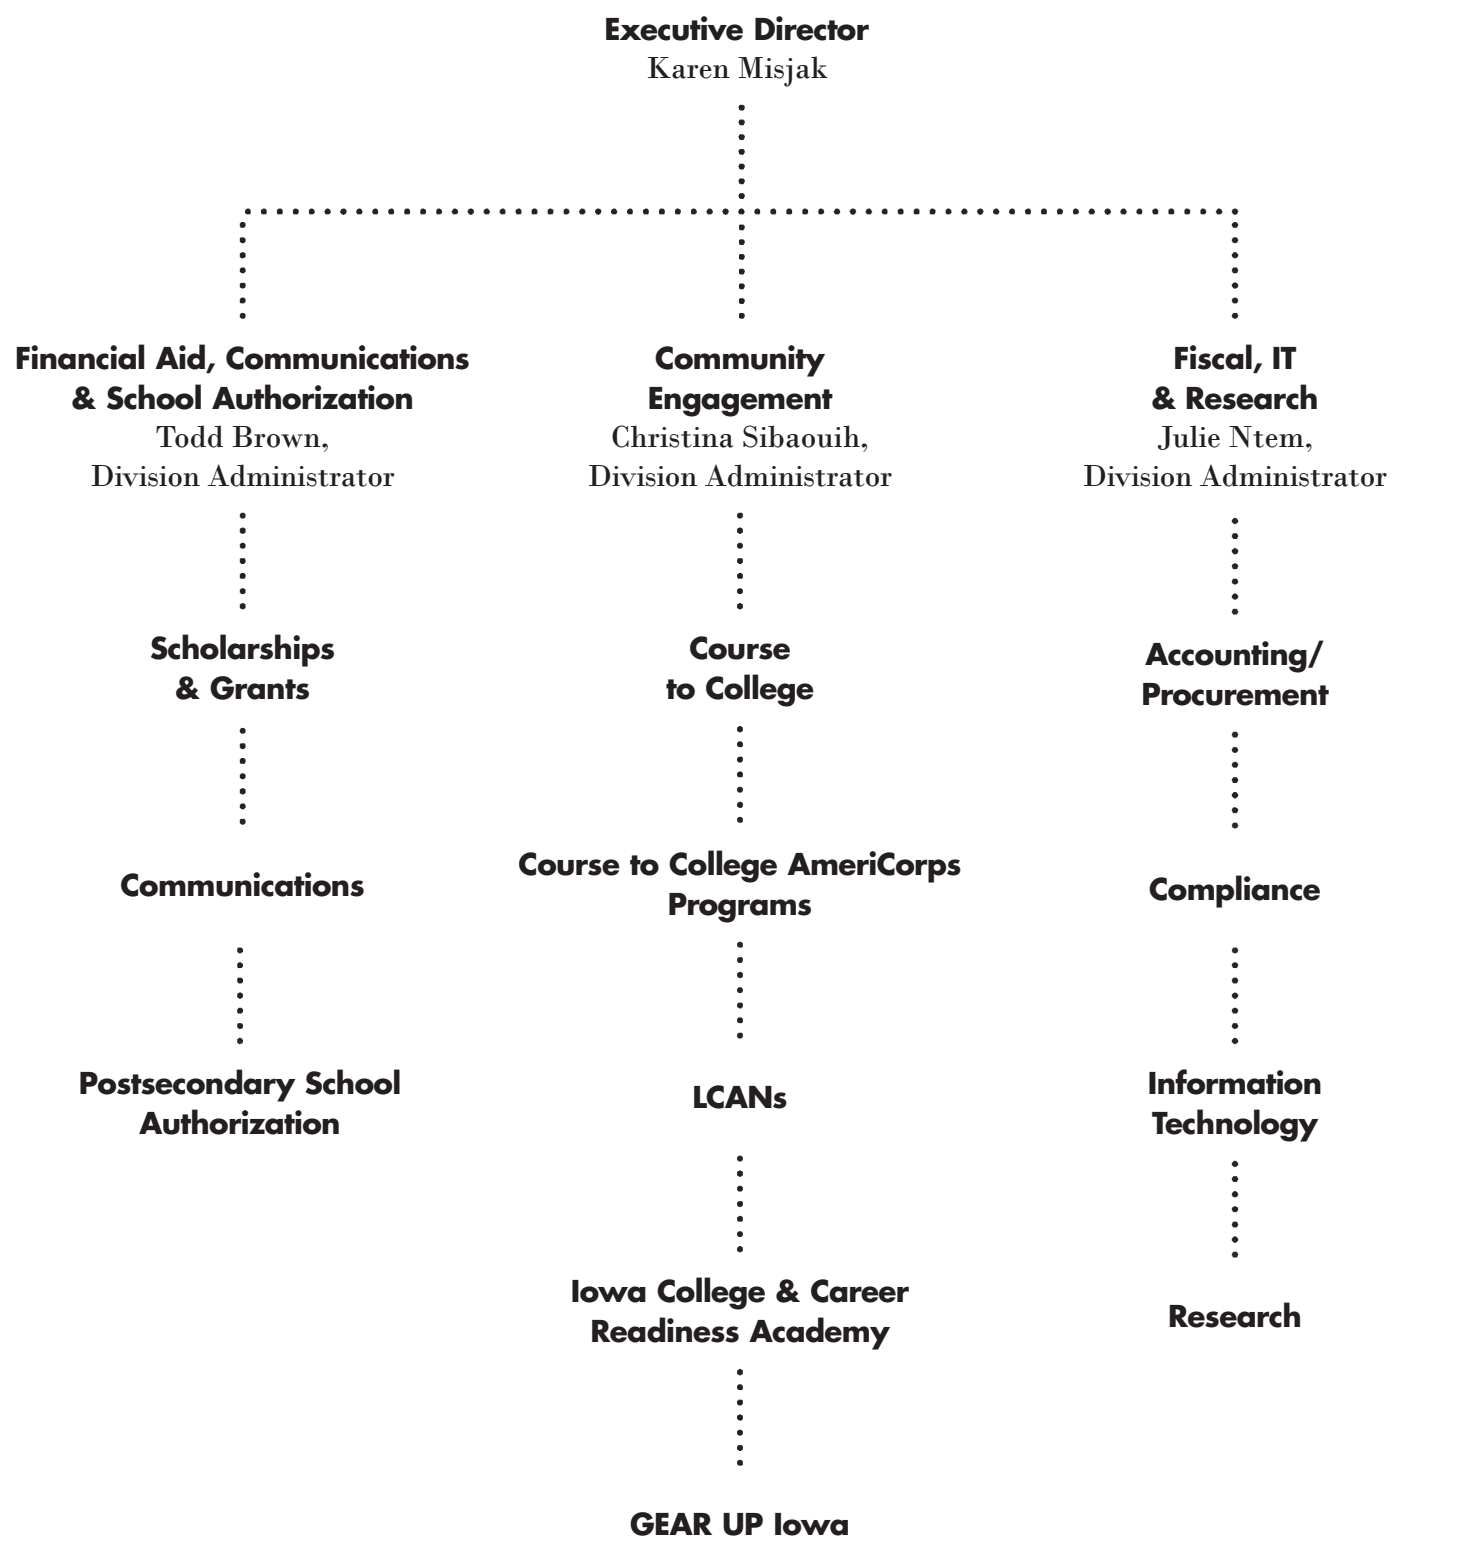 Executive Director
Karen Misjak
Financial Aid, Communications
& School Authorization
Todd Brown,
Division Administrator
Community
Engagement
Christina Sibaouih,
Division Administrator
Fiscal, IT
& Research
Julie Ntem,
Division Administrator
Scholarships
& Grants
Course
to College
Accounting/
Procurement
Communications
Course to College AmeriCorps
Programs
Compliance
Postsecondary School
Authorization
LCANs
Information
Technology
Iowa College & Career
Readiness Academy
Research
GEAR UP Iowa